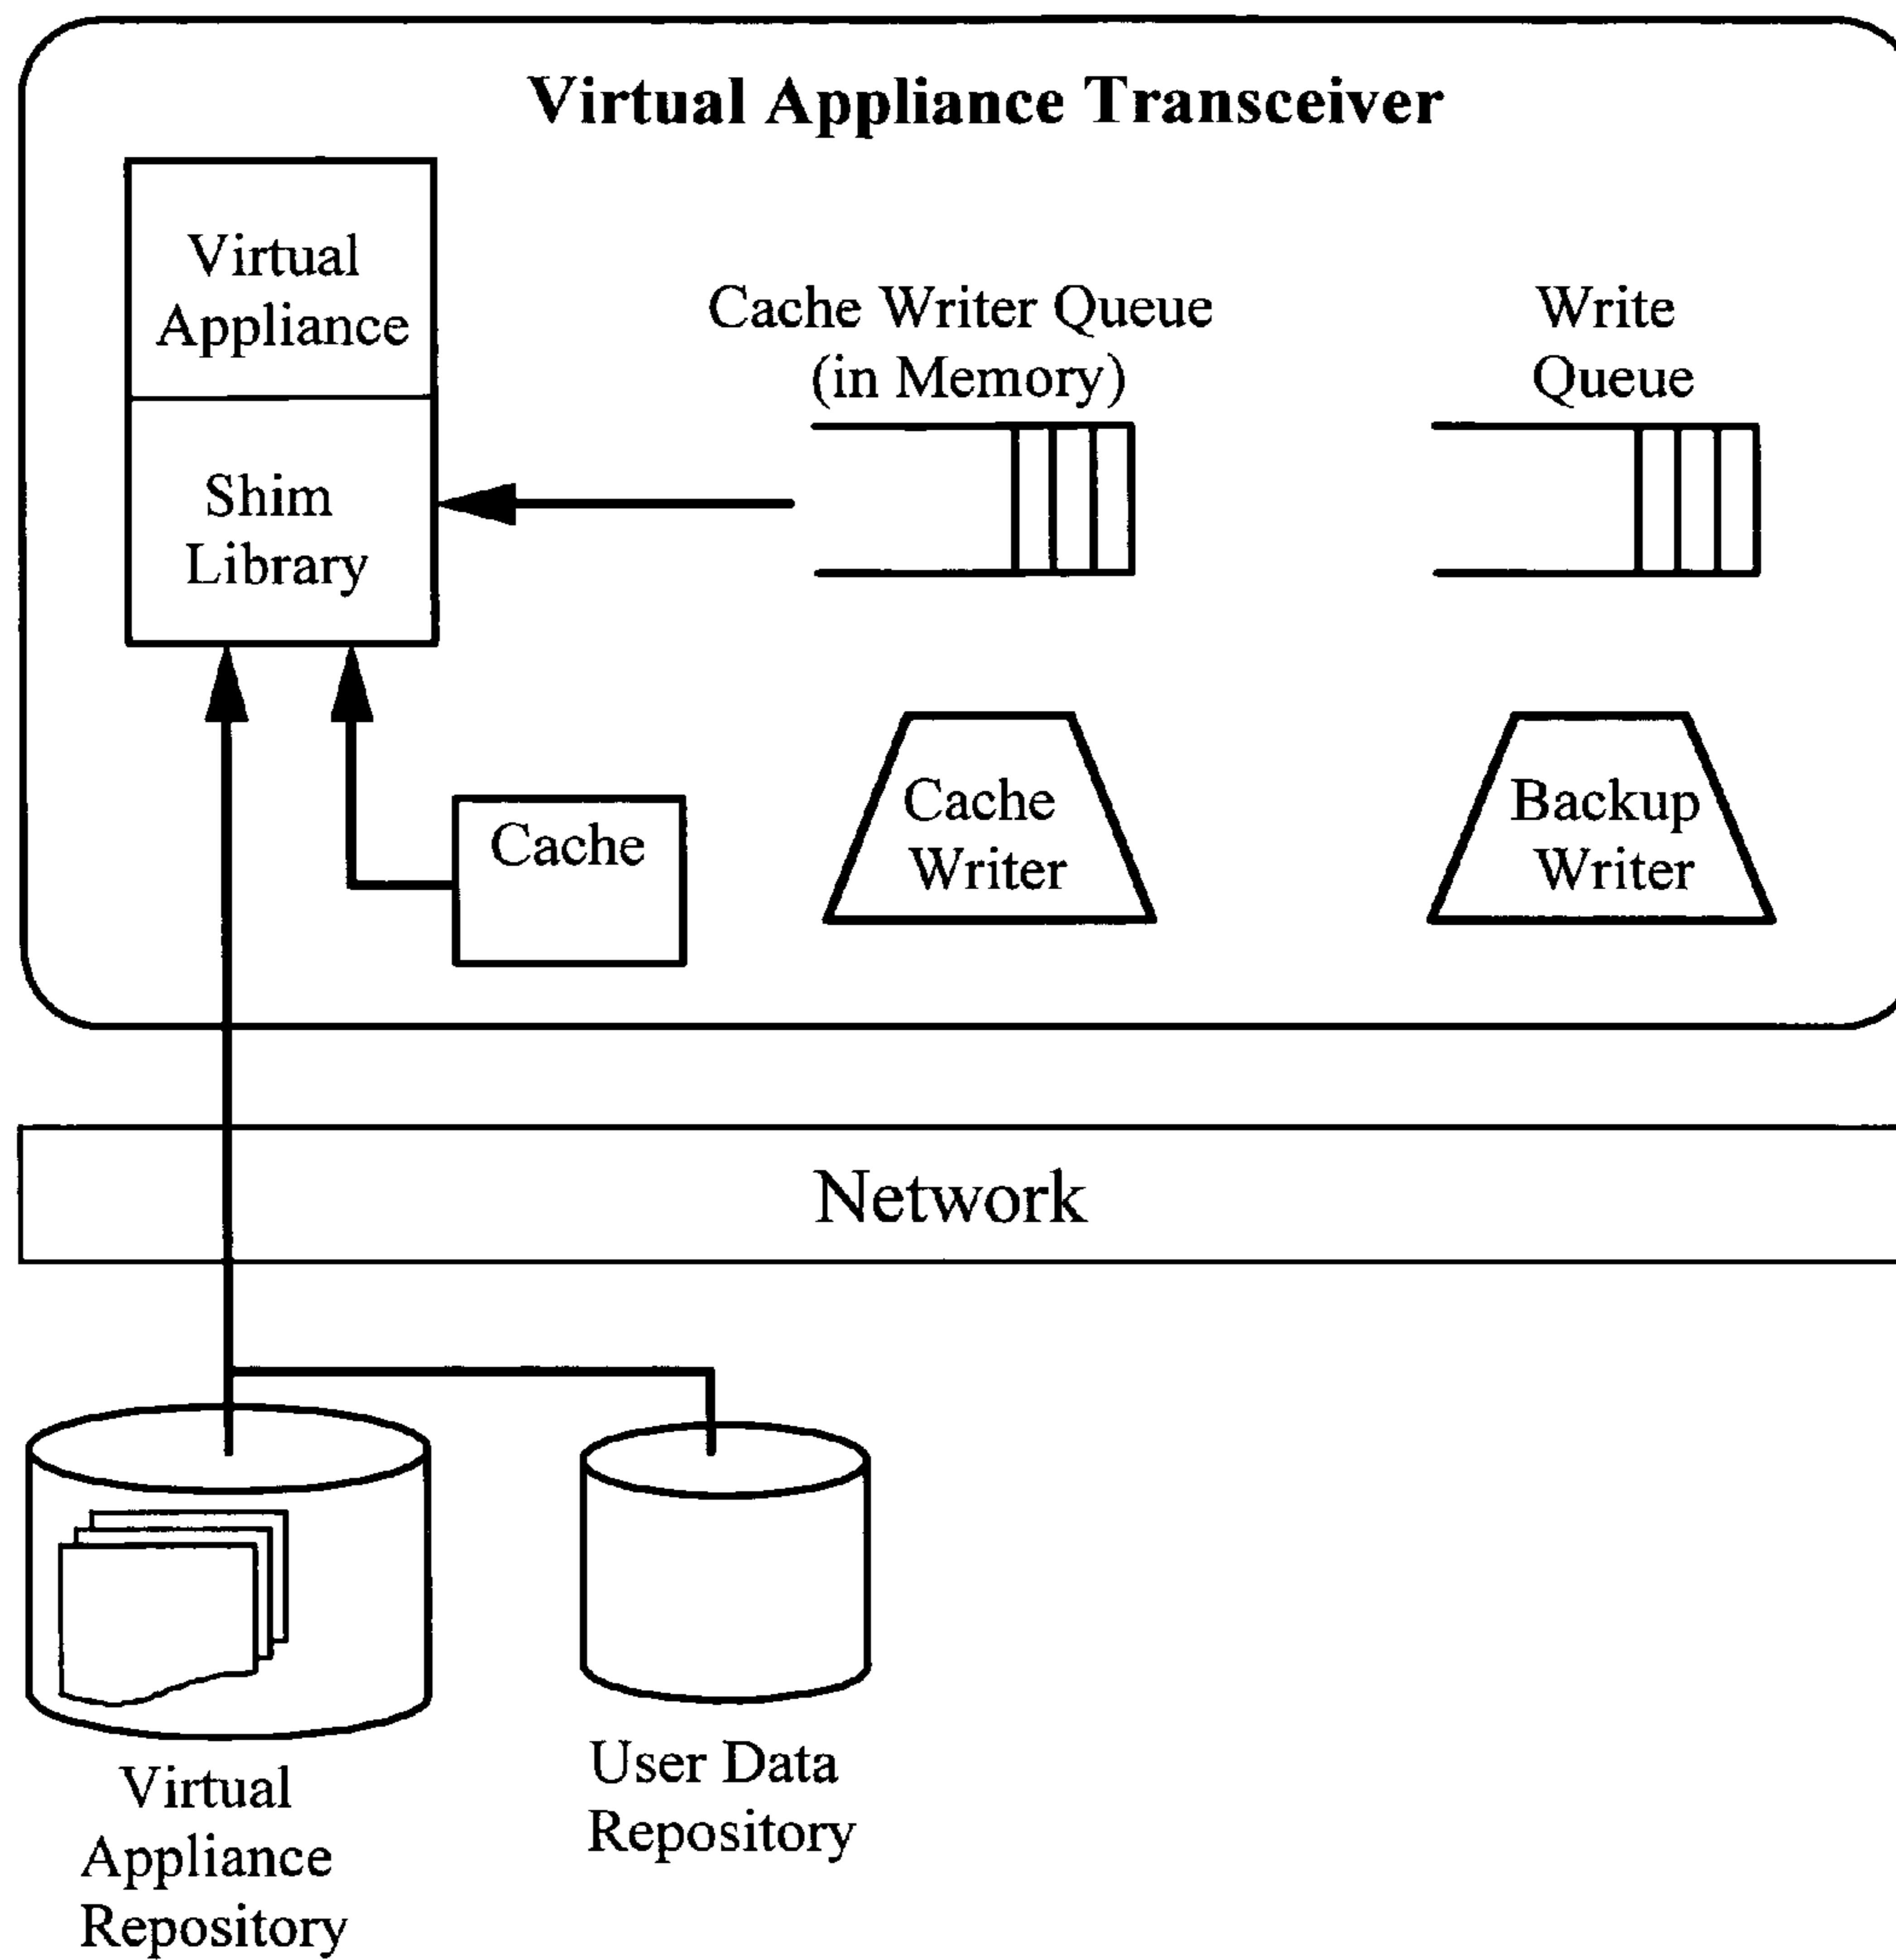 Virtual Appliance Transceiver
Virtual
Appliance
Shim
Library
Cache Writer Queue
(in Memory)
Write
Queue
Cache
Cache
Writer
Backup
Writer
Network
Virtual
Appliance
Repository
User Data
Repository